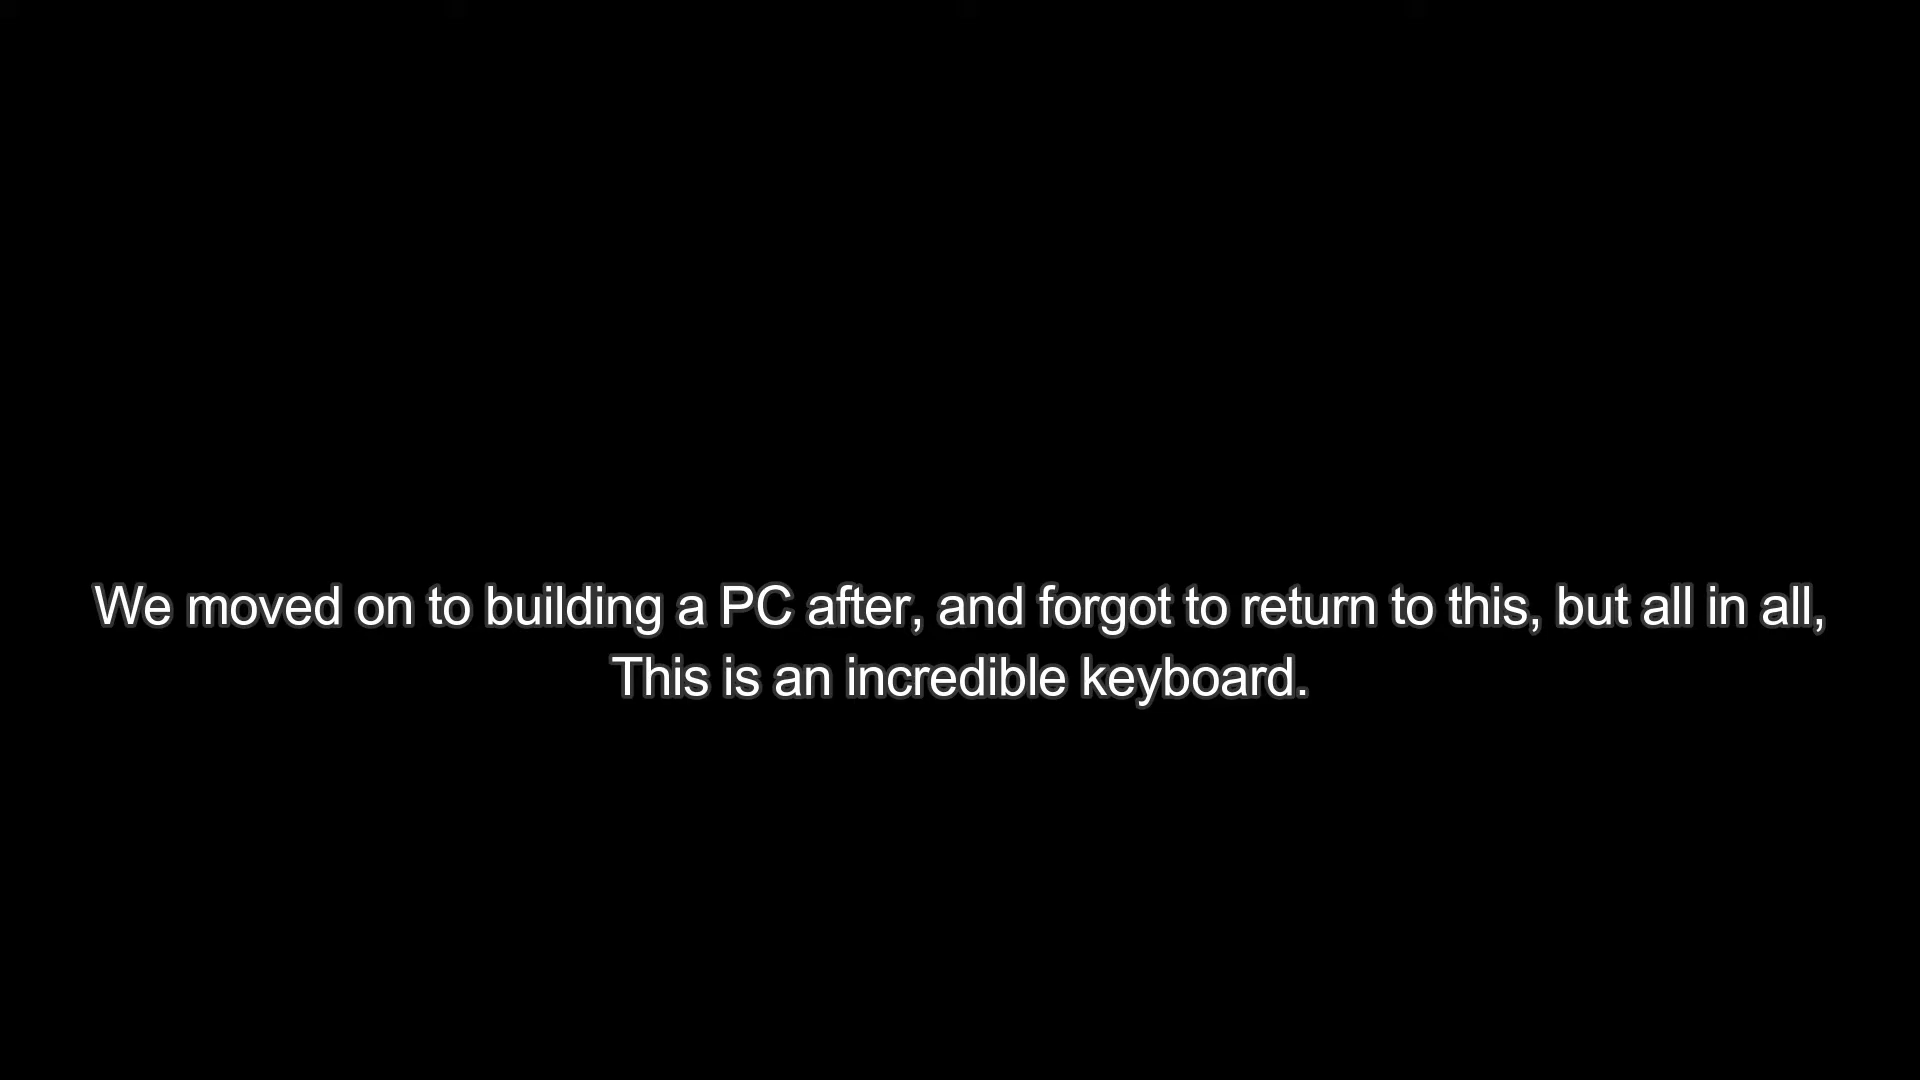 We moved on to building a PC after, and forgot to return to this, but all in all,
This is an incredible keyboard.